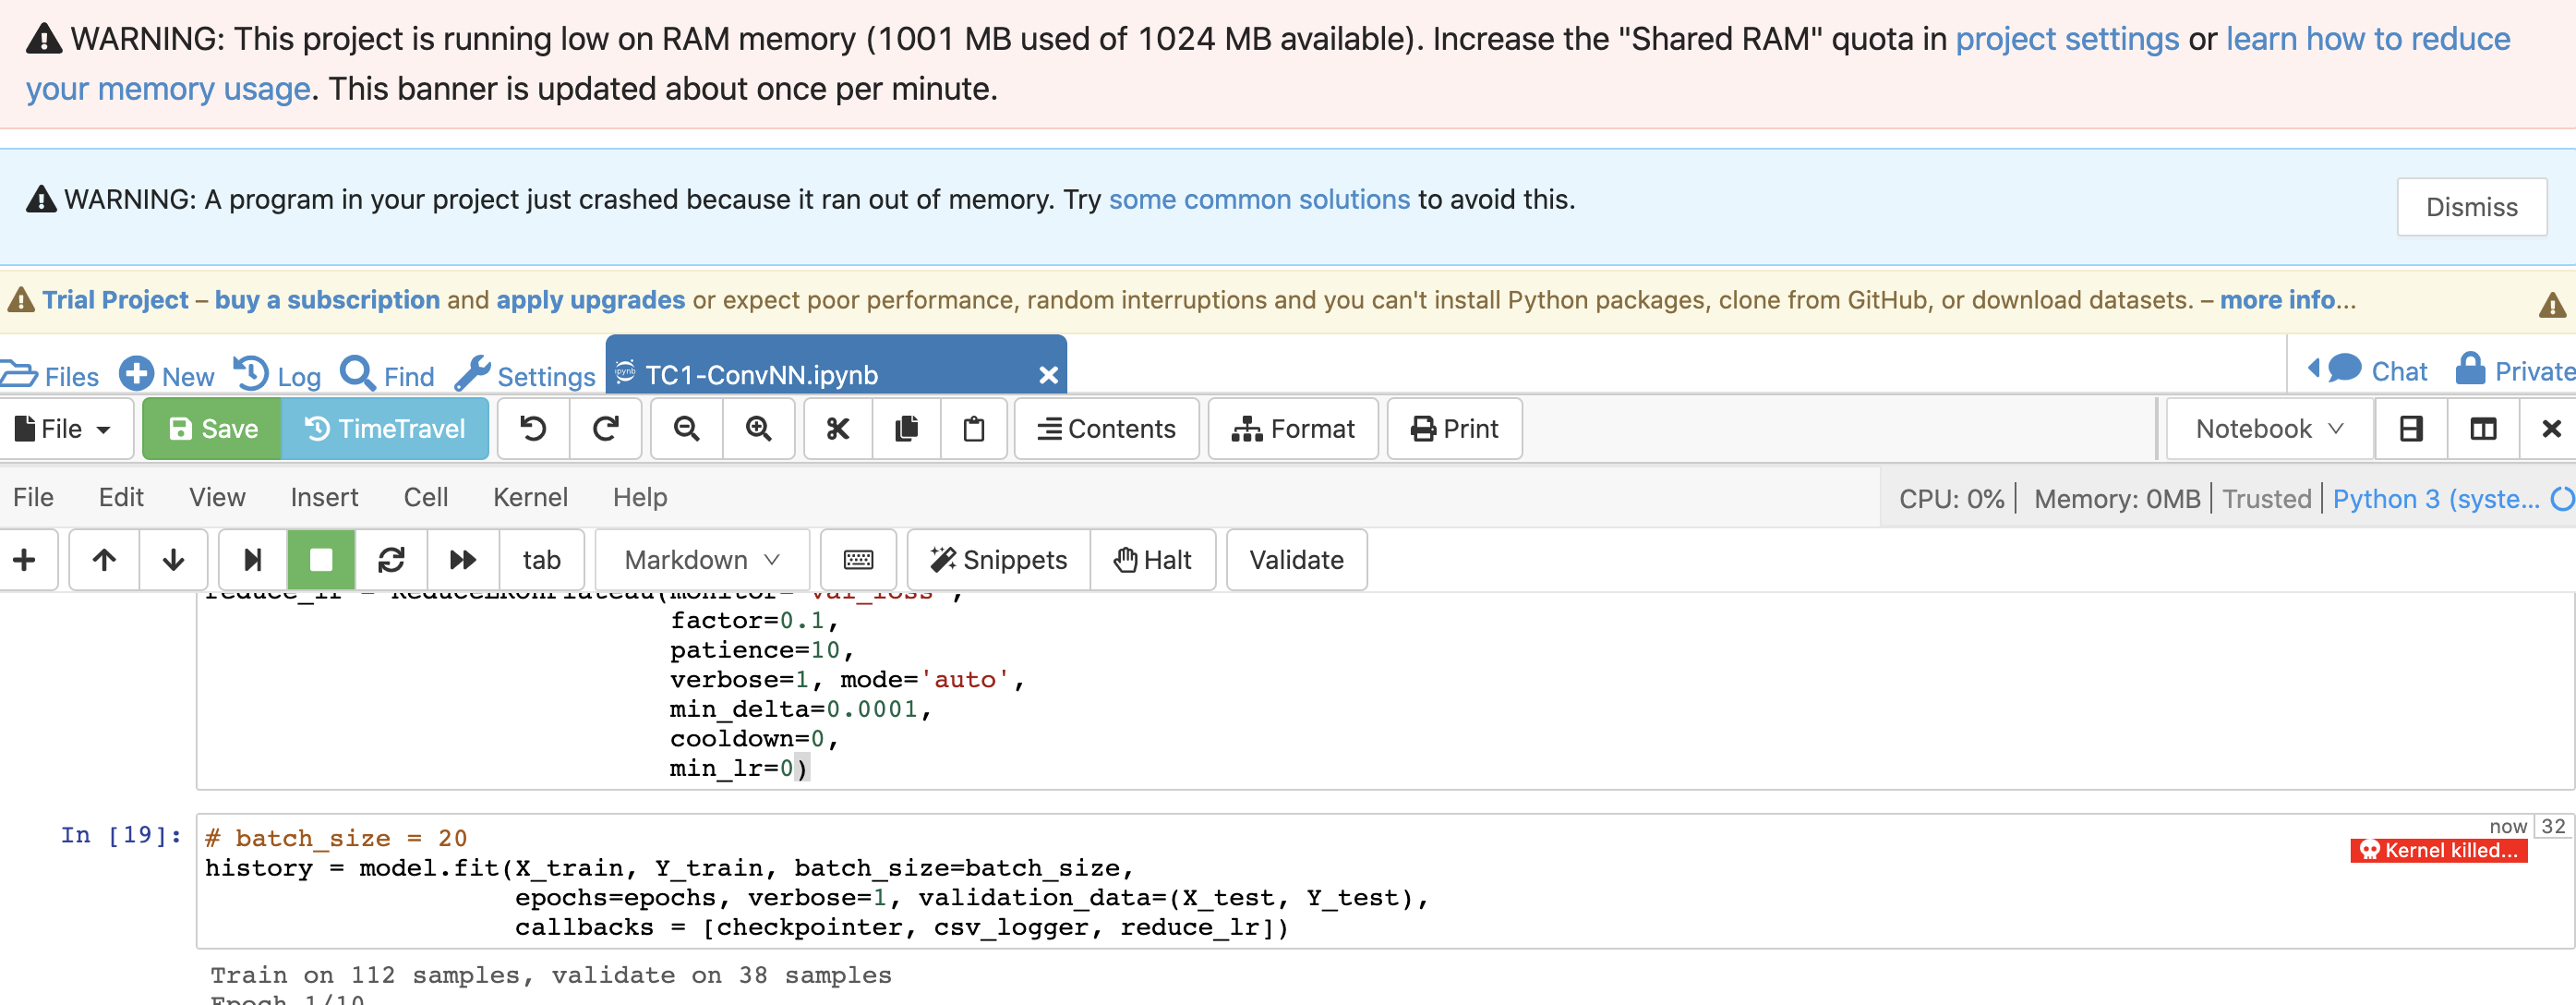 WARNING: This project is running low on RAM memory (1001 MB used of 1024 MB available). Increase the "Shared RAM" quota in project settings or learn how to reduce
your memory usage. This banner is updated about once per minute.
WARNING: A program in your project just crashed because it ran out of memory. Try some common solutions to avoid this.
Dismiss
Trial Project – buy a subscription and apply upgrades or expect poor performance, random interruptions and you can't install Python packages, clone from GitHub, or download datasets. – more info...
Files New Log Find Settings ipynb TC1-ConvNN.ipynb Chat Private
File Save TimeTravel Contents Format Print Notebook
File Edit View Insert Cell Kernel Help CPU: 0% Memory: 0MB Trusted Python 3 (syste...
tab Markdown Snippets Halt Validate
reduce_lr = ReduceLROnPlateau(monitor='val_loss',
factor=0.1,
patience=10,
verbose=1, mode='auto',
min_delta=0.0001,
cooldown=0,
min_lr=0)
In [19]: # batch_size = 20 now 32
history = model.fit(X_train, Y_train, batch_size=batch_size, Kernel killed...
epochs=epochs, verbose=1, validation_data=(X_test, Y_test),
callbacks = [checkpointer, csv_logger, reduce_lr])
Train on 112 samples, validate on 38 samples
Epoch 1/10